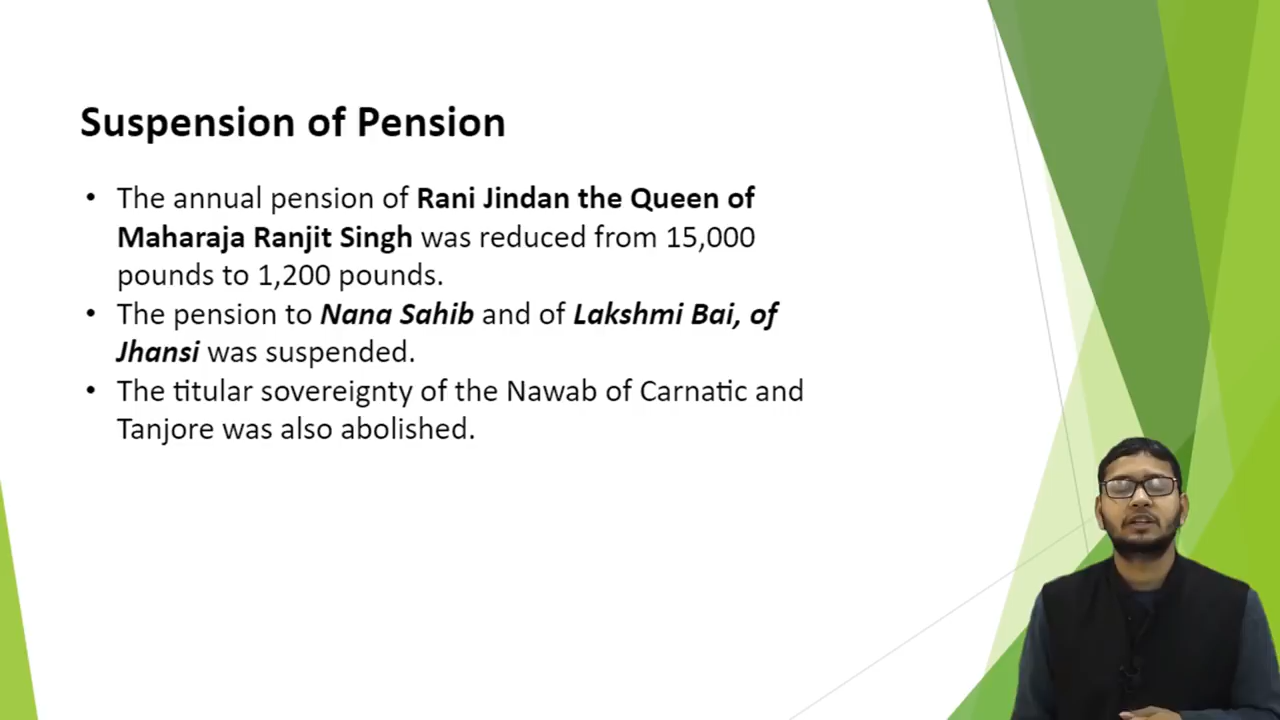 Suspension of Pension
• The annual pension of Rani Jindan the Queen of
Maharaja Ranjit Singh was reduced from 15,000
pounds to 1,200 pounds.
• The pension to Nana Sahib and of Lakshmi Bai, of
Jhansi was suspended.
• The titular sovereignty of the Nawab of Carnatic and
Tanjore was also abolished.